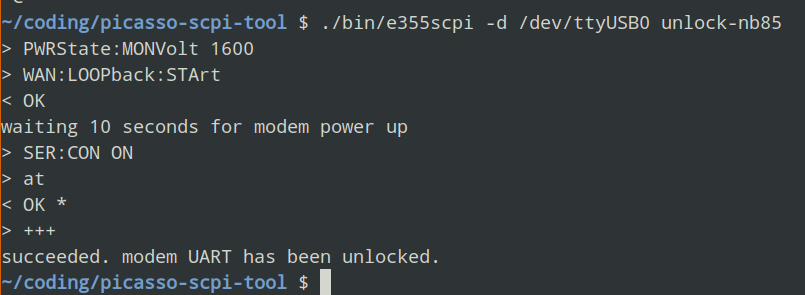 ~/coding/picasso-scpi-tool $ ./bin/e355scpi -d /dev/ttyUSB0 unlock-nb85
> PWRState:MONVolt 1600
> WAN:LOOPback:STArt
< OK
waiting 10 seconds for modem power up
> SER:CON ON
> at
< OK *
> +++
succeeded. modem UART has been unlocked.
~/coding/picasso-scpi-tool $